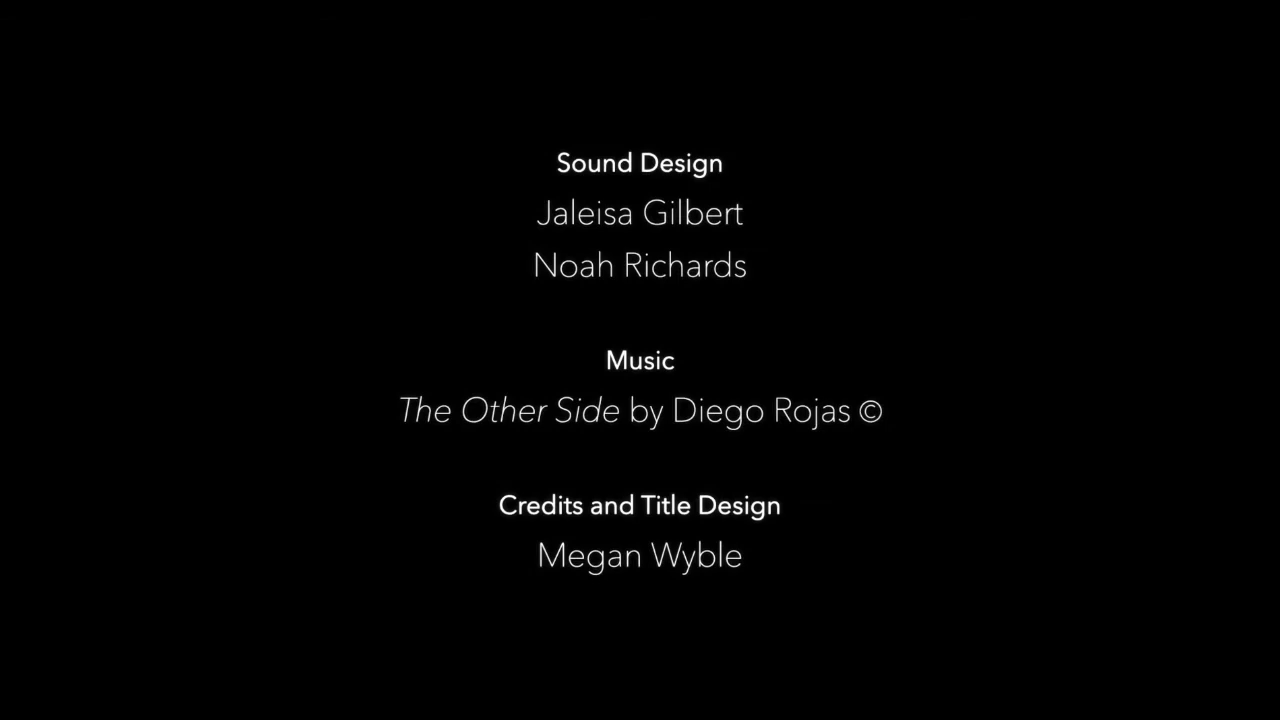 Sound Design
Jaleisa Gilbert
Noah Richards
Music
The Other Side by Diego Rojas ©
Credits and Title Design
Megan Wyble